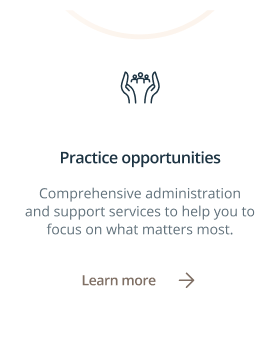 Practice opportunities
Comprehensive administration
and support services to help you to
focus on what matters most.
Learn more